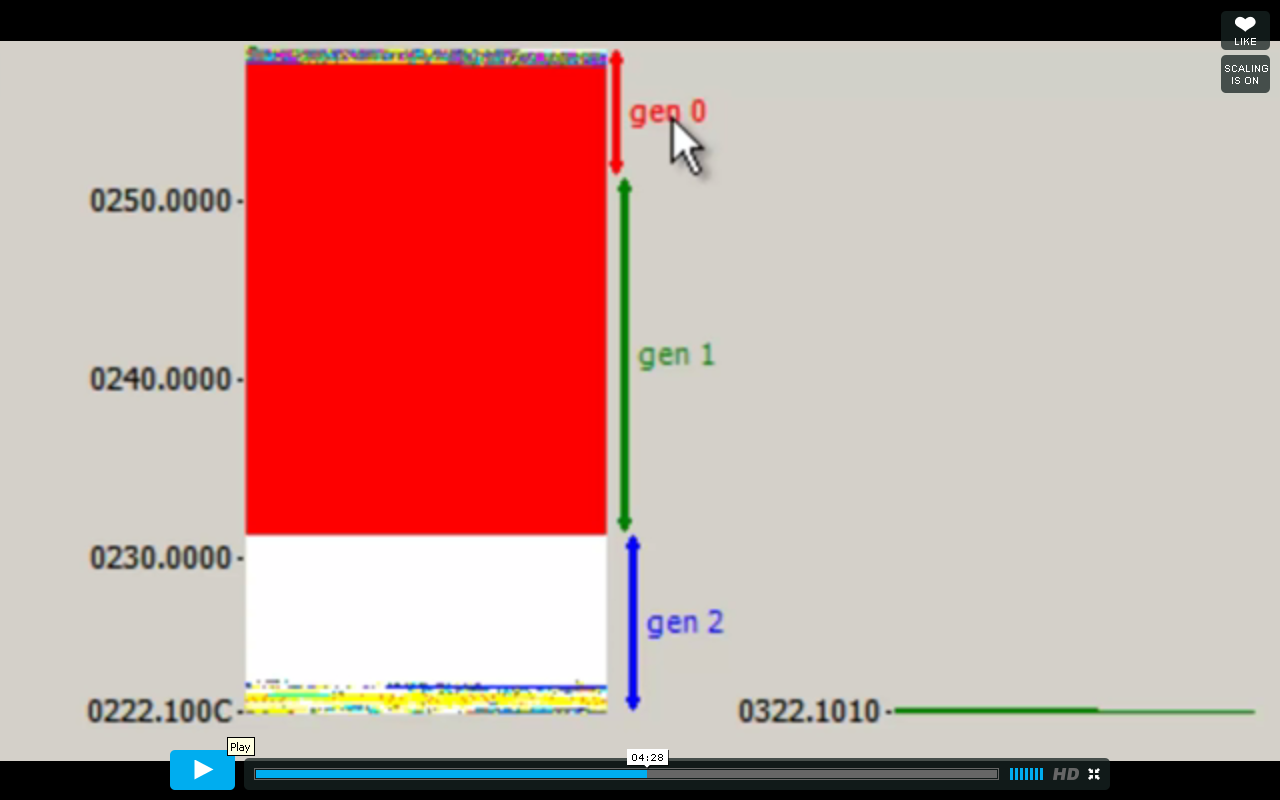 LIKE
SCALING
IS ON
gen 0
0250.0000
gen 1
0240.0000
0230.0000
gen 2
0222.100C
0322.1010
Play
04:28
HD